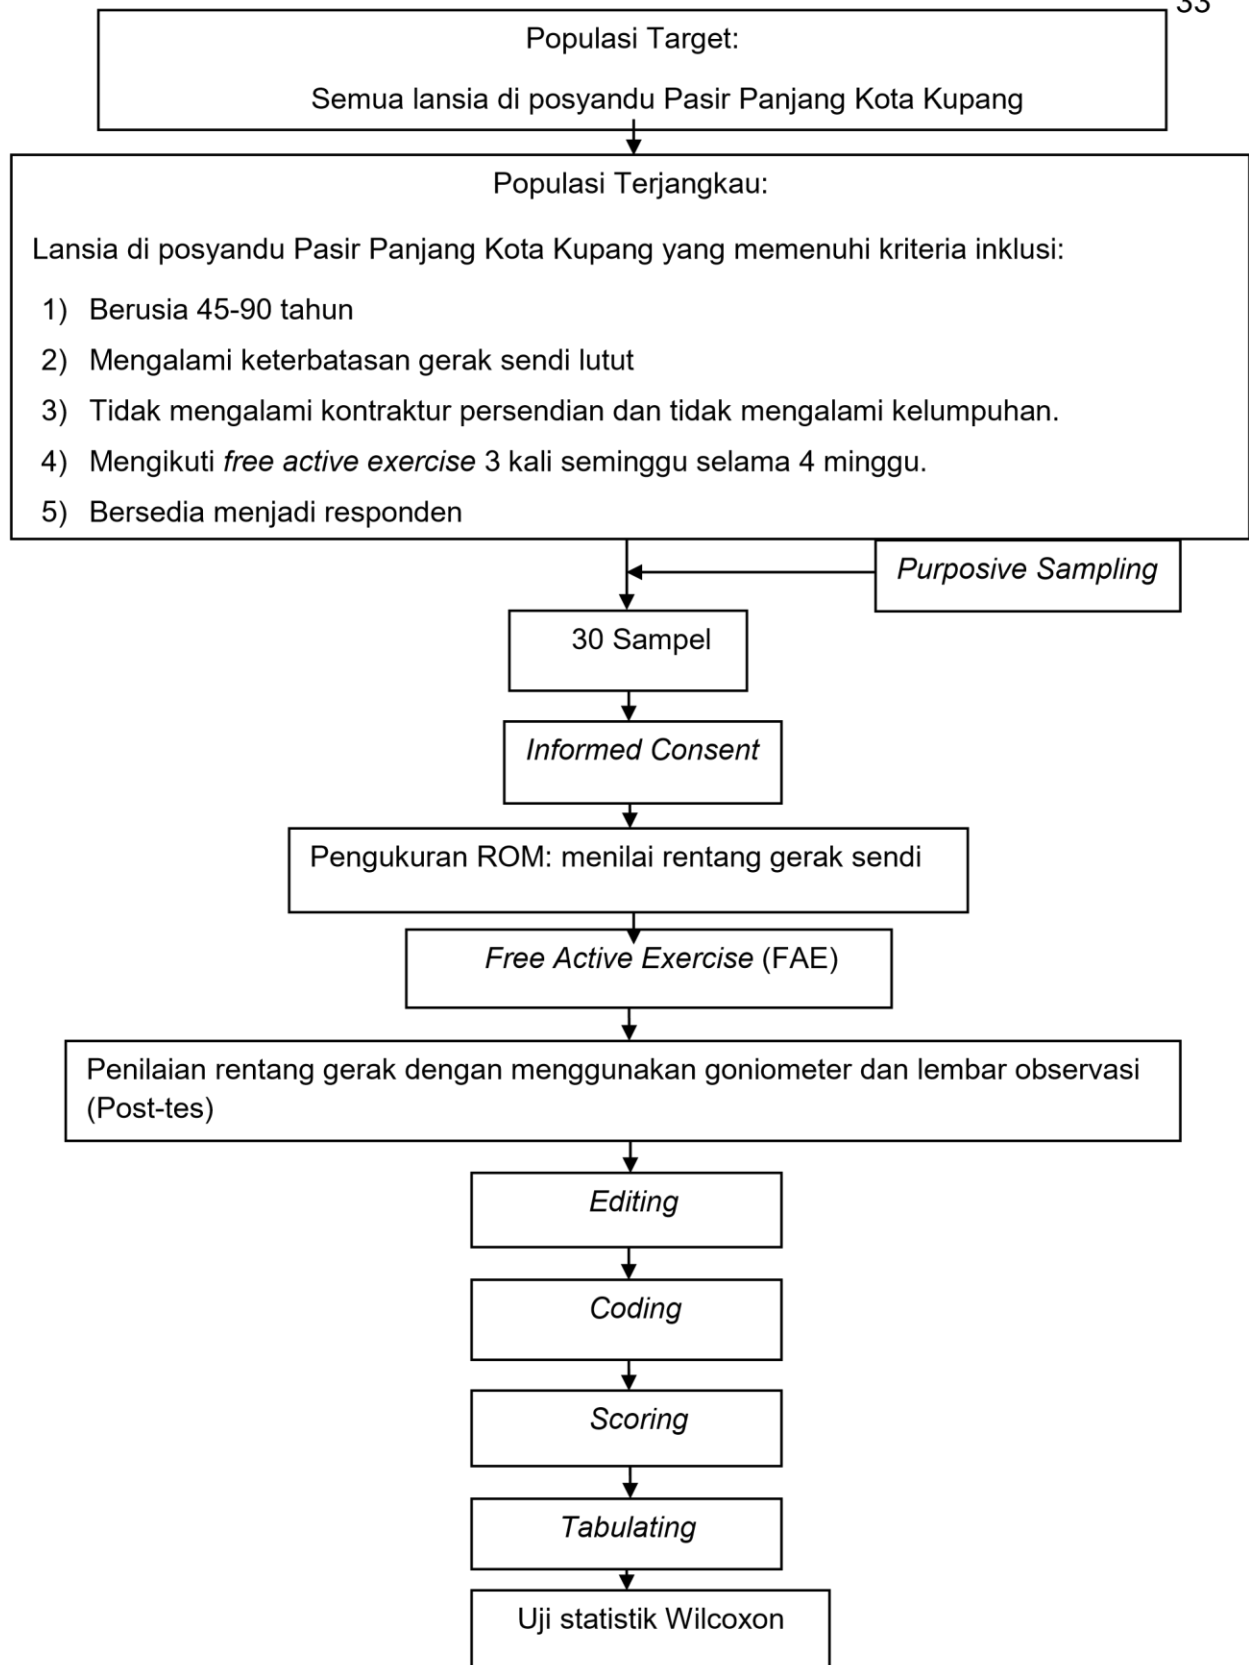 33
Populasi Target:
Semua lansia di posyandu Pasir Panjang Kota Kupang
Populasi Terjangkau:
Lansia di posyandu Pasir Panjang Kota Kupang yang memenuhi kriteria inklusi:
1) Berusia 45-90 tahun
2) Mengalami keterbatasan gerak sendi lutut
3) Tidak mengalami kontraktur persendian dan tidak mengalami kelumpuhan.
4) Mengikuti free active exercise 3 kali seminggu selama 4 minggu.
5) Bersedia menjadi responden
Purposive Sampling
30 Sampel
Informed Consent
Pengukuran ROM: menilai rentang gerak sendi
Free Active Exercise (FAE)
Penilaian rentang gerak dengan menggunakan goniometer dan lembar observasi
(Post-tes)
Editing
Coding
Scoring
Tabulating
Uji statistik Wilcoxon